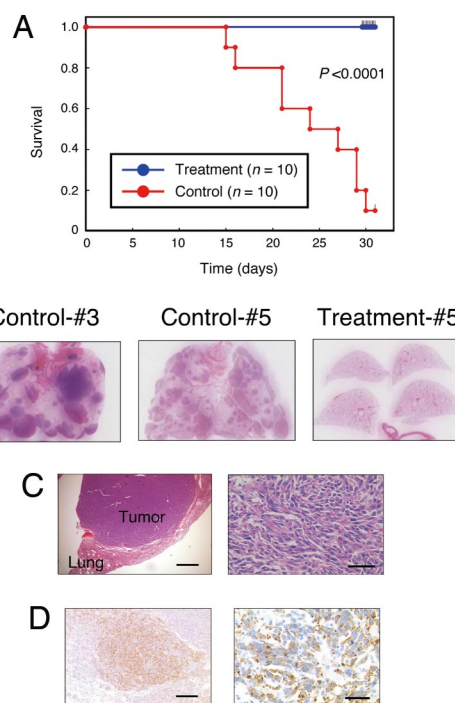 A
1.0
0.8
0.6
0.4
0.2
0
Survival
P <0.0001
Treatment (n = 10)
Control (n = 10)
0 5 10 15 20 25 30
Time (days)
Control-#3 Control-#5 Treatment-#5
C
Tumor
Lung
D